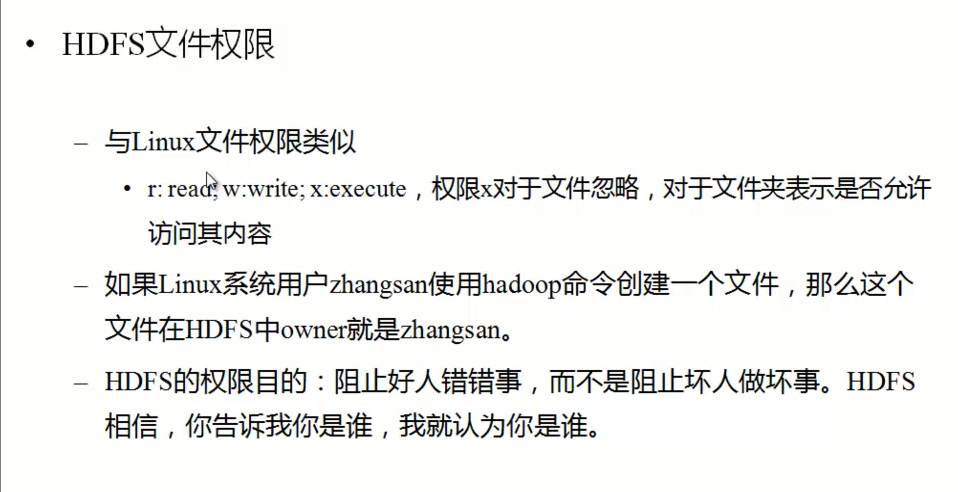 • HDFS文件权限
– 与Linux文件权限类似
• r: read; w:write; x:execute，权限x对于文件忽略，对于文件夹表示是否允许
访问其内容
– 如果Linux系统用户zhangsan使用hadoop命令创建一个文件，那么这个
文件在HDFS中owner就是zhangsan。
– HDFS的权限目的：阻止好人错错事，而不是阻止坏人做坏事。HDFS
相信，你告诉我你是谁，我就认为你是谁。